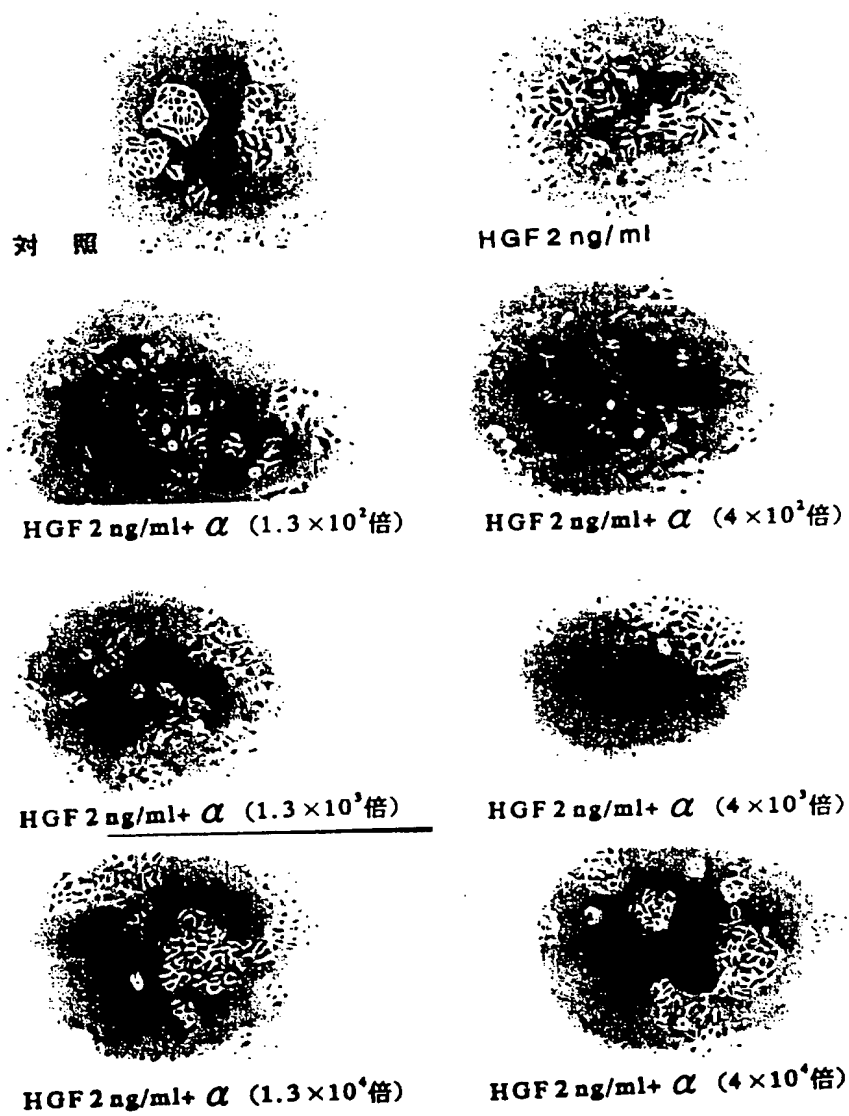 対 照
HGF 2 ng/ml
HGF 2 ng/ml+ α (1.3×10²倍)
HGF 2 ng/ml+ α (4×10²倍)
HGF 2 ng/ml+ α (1.3×10³倍)
HGF 2 ng/ml+ α (4×10³倍)
HGF 2 ng/ml+ α (1.3×10⁴倍)
HGF 2 ng/ml+ α (4×10⁴倍)